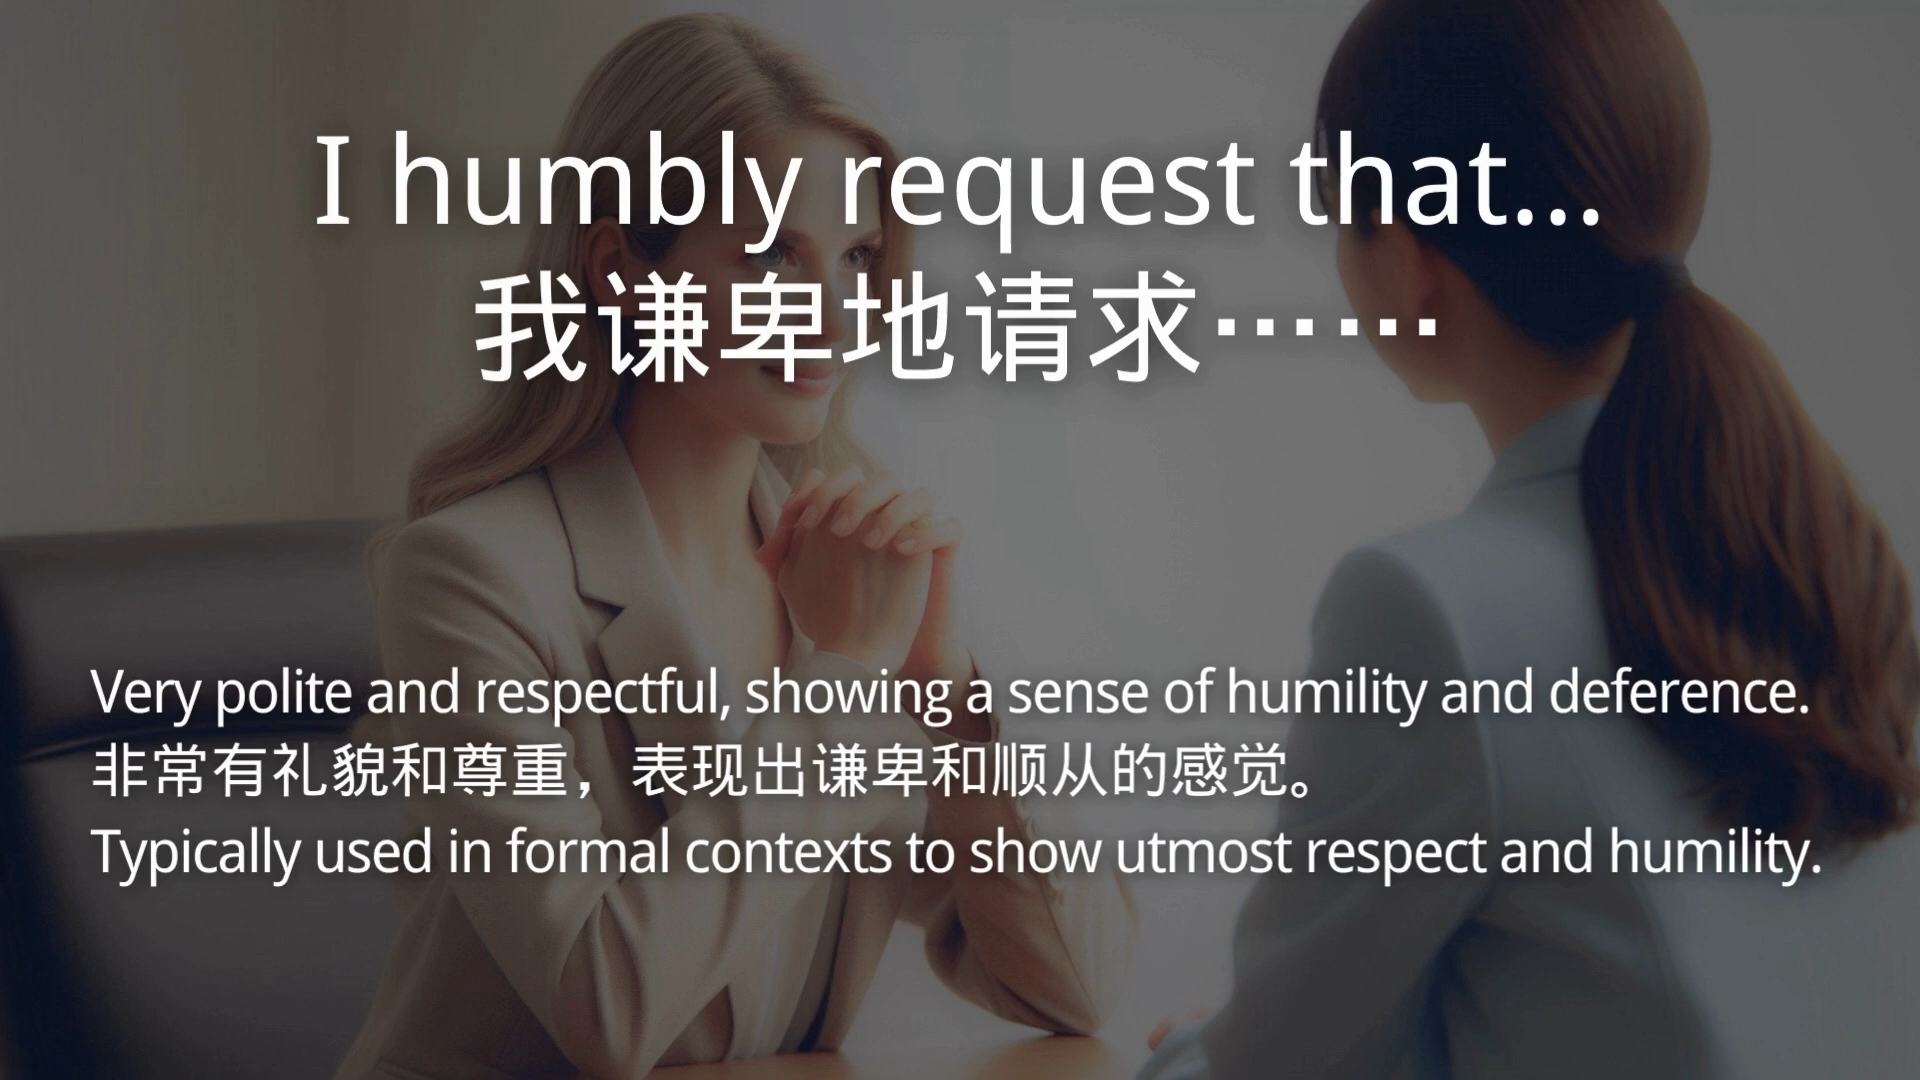 I humbly request that...
我谦卑地请求······
Very polite and respectful, showing a sense of humility and deference.
非常有礼貌和尊重，表现出谦卑和顺从的感觉。
Typically used in formal contexts to show utmost respect and humility.